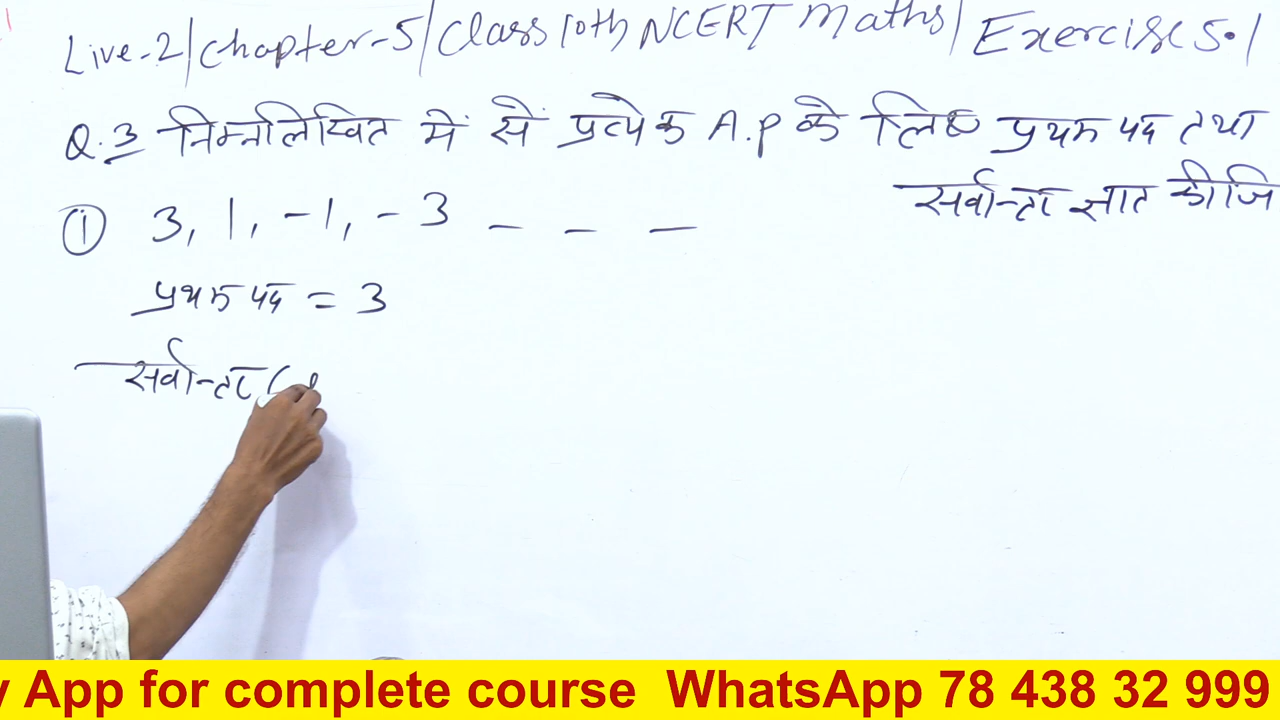 Live-2/Chapter-5/Class 10th NCERT Maths/ Exercise 5.1
Q.3 निम्नलिखित में से प्रत्येक A.P के लिए प्रथम पद तथा
सर्वान्तर ज्ञात कीजि
① 3, 1, -1, -3 - - -
प्रथम पद = 3
सर्वान्तर (
y App for complete course WhatsApp 78 438 32 999